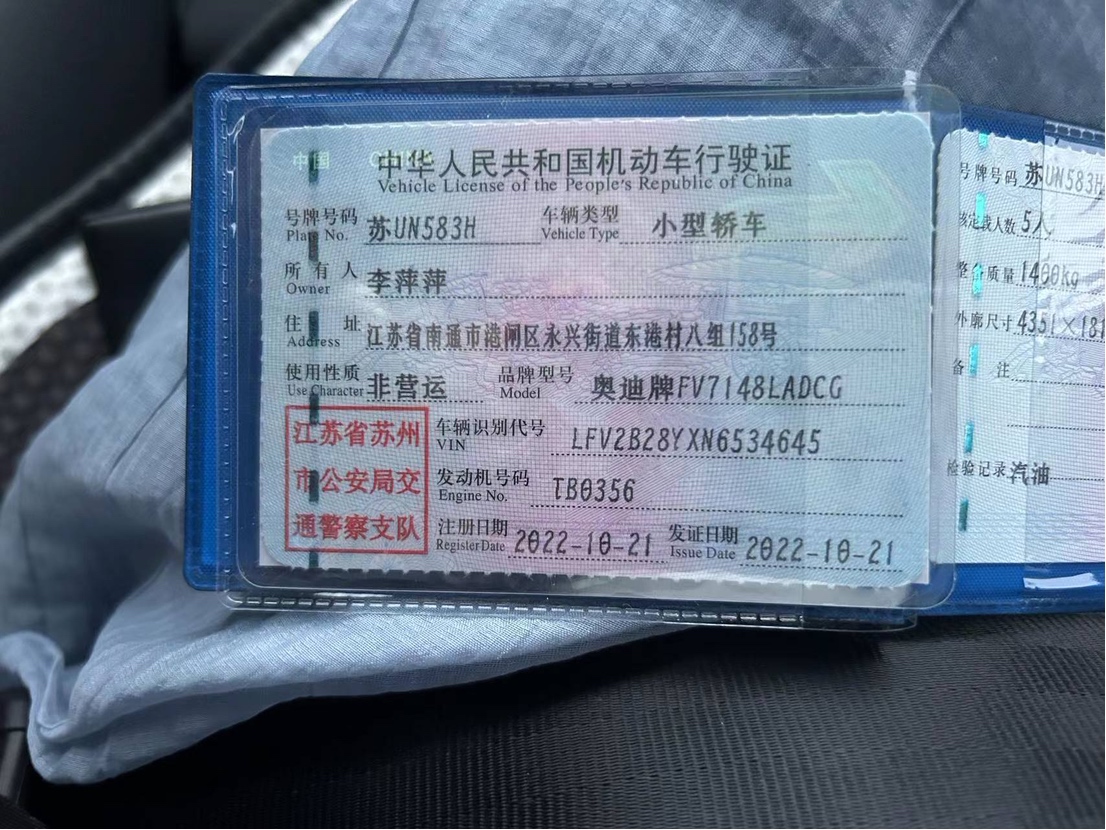 中国 CHINA
中华人民共和国机动车行驶证
Vehicle License of the People's Republic of China
号牌号码 苏UN583H 车辆类型 小型轿车
Plate No. Vehicle Type
所有人 李萍萍
Owner
住址 江苏省南通市港闸区永兴街道东港村八组158号
Address
使用性质 非营运 品牌型号 奥迪牌FV7148LADCG
Use Character Model
江苏省苏州
市公安局交
通警察支队
车辆识别代号 LFV2B28YXN6534645
VIN
发动机号码 TB0356
Engine No.
注册日期 2022-10-21 发证日期 2022-10-21
Register Date Issue Date
号牌号码 苏UN583H
核定载人数 5人
整备质量 1400kg
外廓尺寸 4351×181
备注
检验记录 汽油